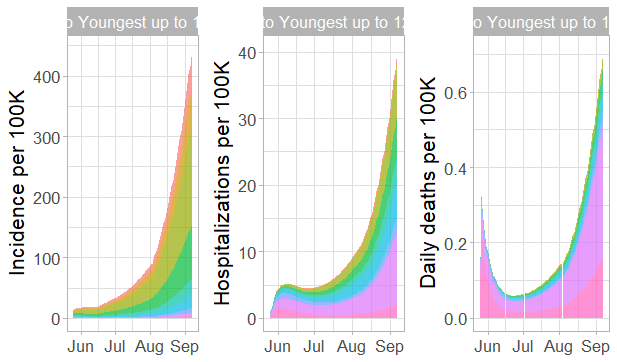 o Youngest up to 1
o Youngest up to 12
o Youngest up to 1
Incidence per 100K
400
300
200
100
0
Jun Jul Aug Sep
Hospitalizations per 100K
40
30
20
10
0
Jun Jul Aug Sep
Daily deaths per 100K
0.6
0.4
0.2
0.0
Jun Jul Aug Sep